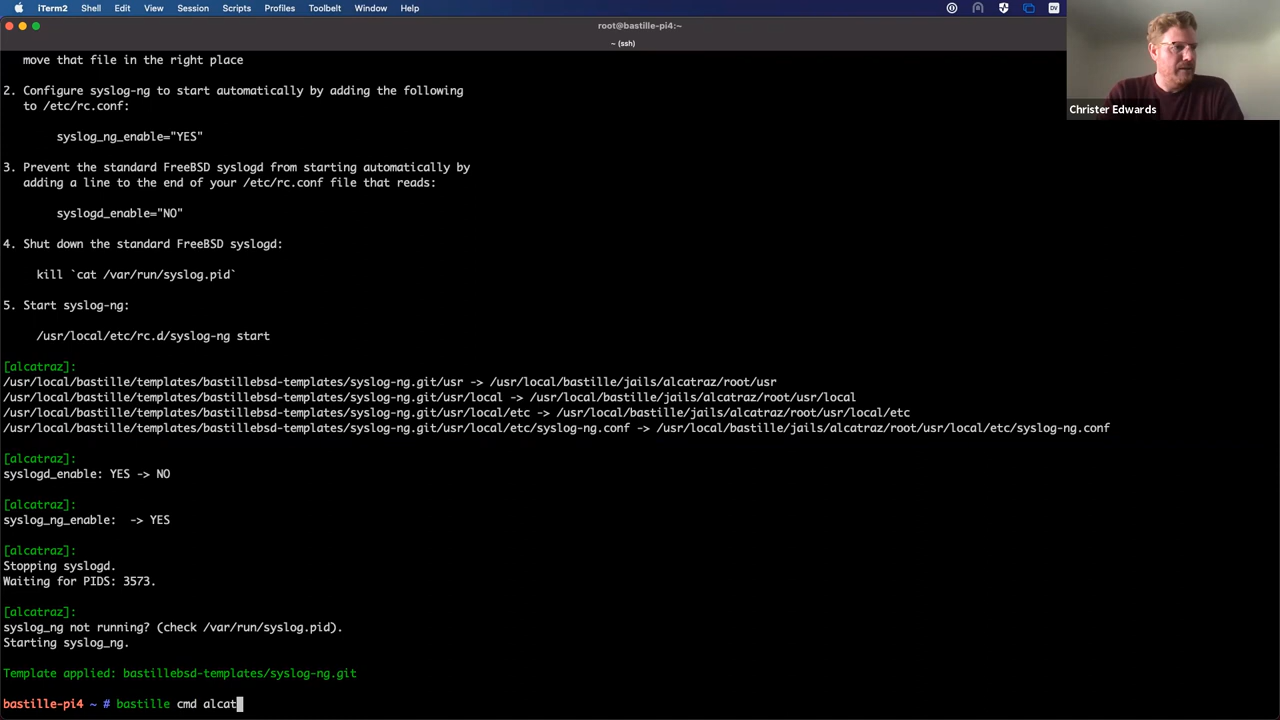 iTerm2 Shell Edit View Session Scripts Profiles Toolbelt Window Help
root@bastille-pi4:~
~ (ssh)
Christer Edwards
move that file in the right place
2. Configure syslog-ng to start automatically by adding the following
to /etc/rc.conf:
syslog_ng_enable="YES"
3. Prevent the standard FreeBSD syslogd from starting automatically by
adding a line to the end of your /etc/rc.conf file that reads:
syslogd_enable="NO"
4. Shut down the standard FreeBSD syslogd:
kill `cat /var/run/syslog.pid`
5. Start syslog-ng:
/usr/local/etc/rc.d/syslog-ng start
[alcatraz]:
/usr/local/bastille/templates/bastillebsd-templates/syslog-ng.git/usr -> /usr/local/bastille/jails/alcatraz/root/usr
/usr/local/bastille/templates/bastillebsd-templates/syslog-ng.git/usr/local -> /usr/local/bastille/jails/alcatraz/root/usr/local
/usr/local/bastille/templates/bastillebsd-templates/syslog-ng.git/usr/local/etc -> /usr/local/bastille/jails/alcatraz/root/usr/local/etc
/usr/local/bastille/templates/bastillebsd-templates/syslog-ng.git/usr/local/etc/syslog-ng.conf -> /usr/local/bastille/jails/alcatraz/root/usr/local/etc/syslog-ng.conf
[alcatraz]:
syslogd_enable: YES -> NO
[alcatraz]:
syslog_ng_enable:  -> YES
[alcatraz]:
Stopping syslogd.
Waiting for PIDS: 3573.
[alcatraz]:
syslog_ng not running? (check /var/run/syslog.pid).
Starting syslog_ng.
Template applied: bastillebsd-templates/syslog-ng.git
bastille-pi4 ~ # bastille cmd alcat